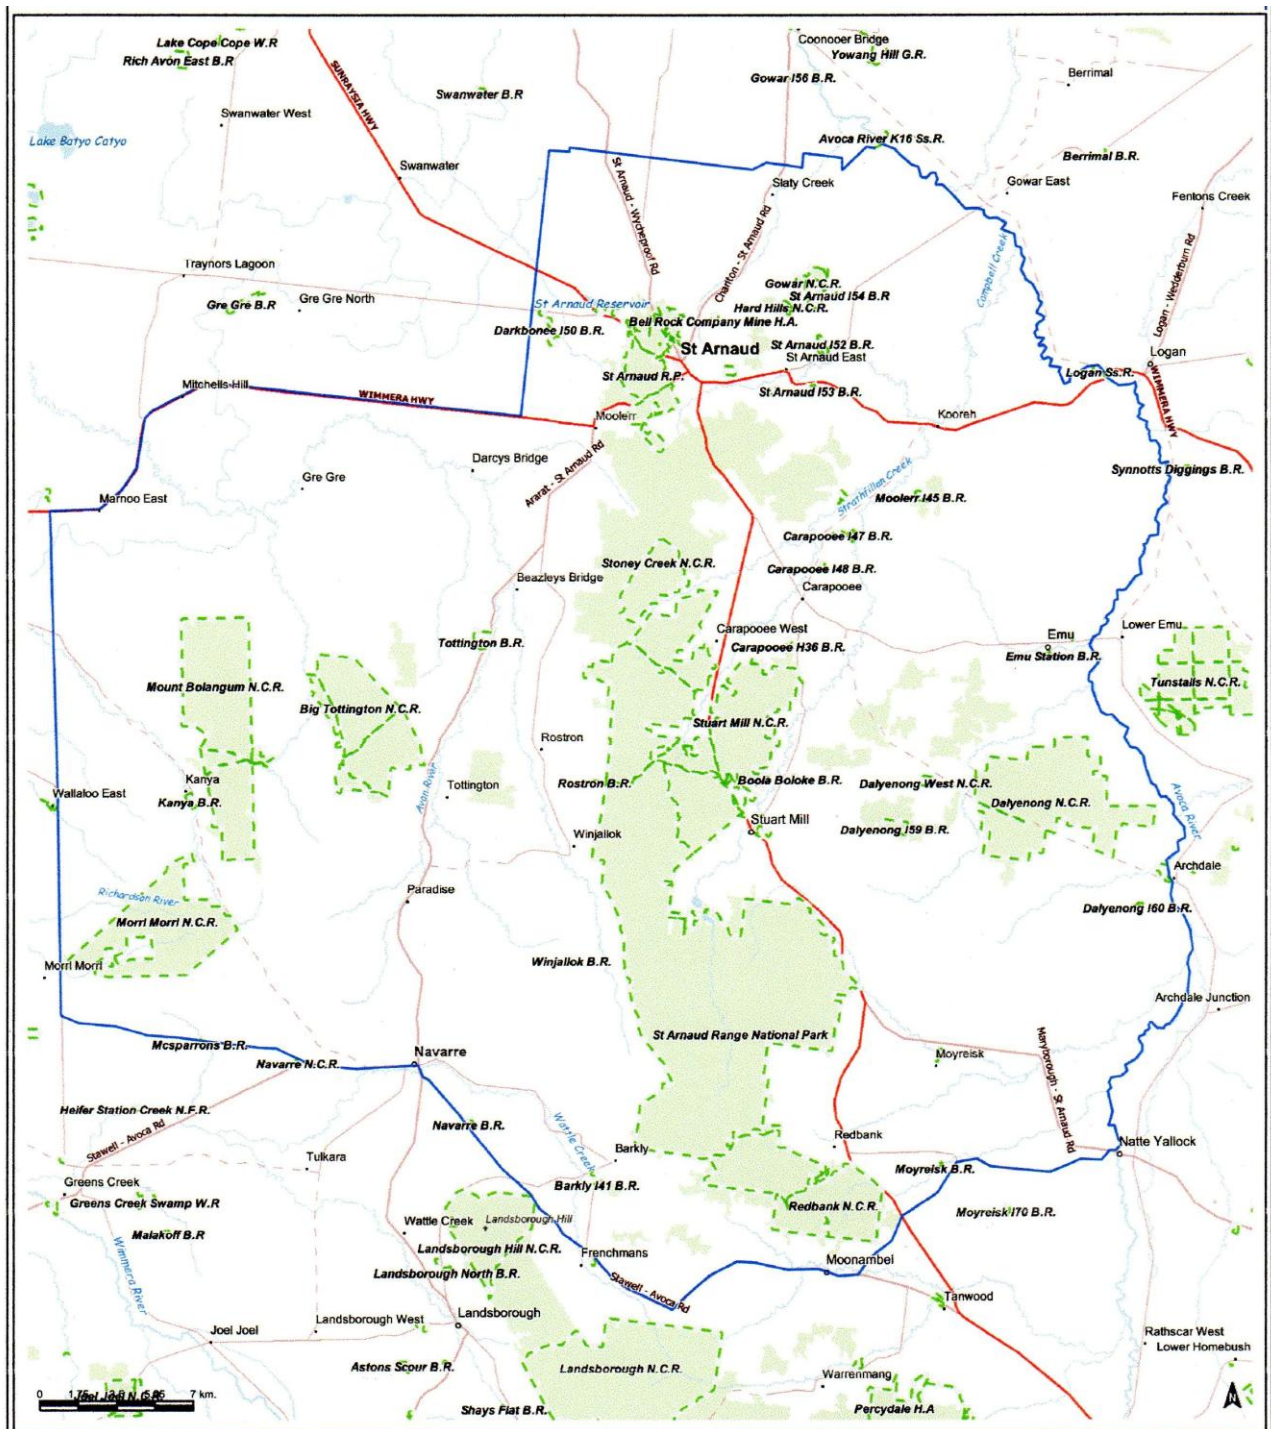 Lake Cope Cope W.R
Rich Avon East B.R
Coonooer Bridge
Yowang Hill G.R.
SUNRAYSIA HWY
Swanwater B.R
Gowar I56 B.R.
Berrimal
Swanwater West
Lake Batyo Catyo
Avoca River K16 Ss.R.
Berrimal B.R.
Swanwater
St Arnaud - Wycheproof Rd
Slaty Creek
Gowar East
Fentons Creek
Charlton - St Arnaud Rd
Campbell Creek
Logan - Wedderburn Rd
Traynors Lagoon
Gre Gre B.R
Gre Gre North
St Arnaud Reservoir
Gowar N.C.R.
St Arnaud I54 B.R
Hard Hills N.C.R.
Darkbonee I50 B.R.
Bell Rock Company Mine H.A.
St Arnaud
St Arnaud I52 B.R.
St Arnaud East
Logan
Logan Ss.R.
Mitchells Hill
WIMMERA HWY
St Arnaud R.P.
St Arnaud I53 B.R.
WIMMERA HWY
Moolerr
Kooreh
Darcys Bridge
Ararat - St Arnaud Rd
Gre Gre
Strathfillan Creek
Synnotts Diggings B.R.
Marnoo East
Moolerr I45 B.R.
Carapooee I47 B.R.
Stoney Creek N.C.R.
Carapooee I48 B.R.
Beazleys Bridge
Carapooee
Carapooee West
Tottington B.R.
Carapooee H36 B.R.
Emu
Lower Emu
Emu Station B.R.
Mount Bolangum N.C.R.
Big Tottington N.C.R.
Tunstalls N.C.R.
Stuart Mill N.C.R.
Rostron
Kanya
Kanya B.R.
Wallaloo East
Avon River
Tottington
Rostron B.R.
Boola Boloke B.R.
Dalyenong West N.C.R.
Dalyenong N.C.R.
Avoca River
Stuart Mill
Dalyenong I59 B.R.
Winjallok
Archdale
Richardson River
Paradise
Morri Morri N.C.R.
Dalyenong I60 B.R.
Morri Morri
Winjallok B.R.
Archdale Junction
St Arnaud Range National Park
Mcsparrons B.R.
Navarre
Navarre N.C.R.
Moyreisk
Maryborough - St Arnaud Rd
Heifer Station Creek N.F.R.
Stawell - Avoca Rd
Navarre B.R.
Wattle Creek
Redbank
Natte Yallock
Tulkara
Barkly
Moyreisk B.R.
Greens Creek
Barkly I41 B.R.
Greens Creek Swamp W.R
Redbank N.C.R.
Moyreisk I70 B.R.
Malakoff B.R
Wattle Creek
Landsborough Hill
Landsborough Hill N.C.R.
Frenchmans
Moonambel
Wimmera River
Landsborough North B.R.
Stawell - Avoca Rd
Tanwood
Landsborough West
Landsborough
Joel Joel
Rathscar West
Lower Homebush
Astons Scour B.R.
Landsborough N.C.R.
Warrenmang
Joel Joel N.C.R.
0 1.75 3.5 5.25 7 km.
Shays Flat B.R.
Percydale H.A
N